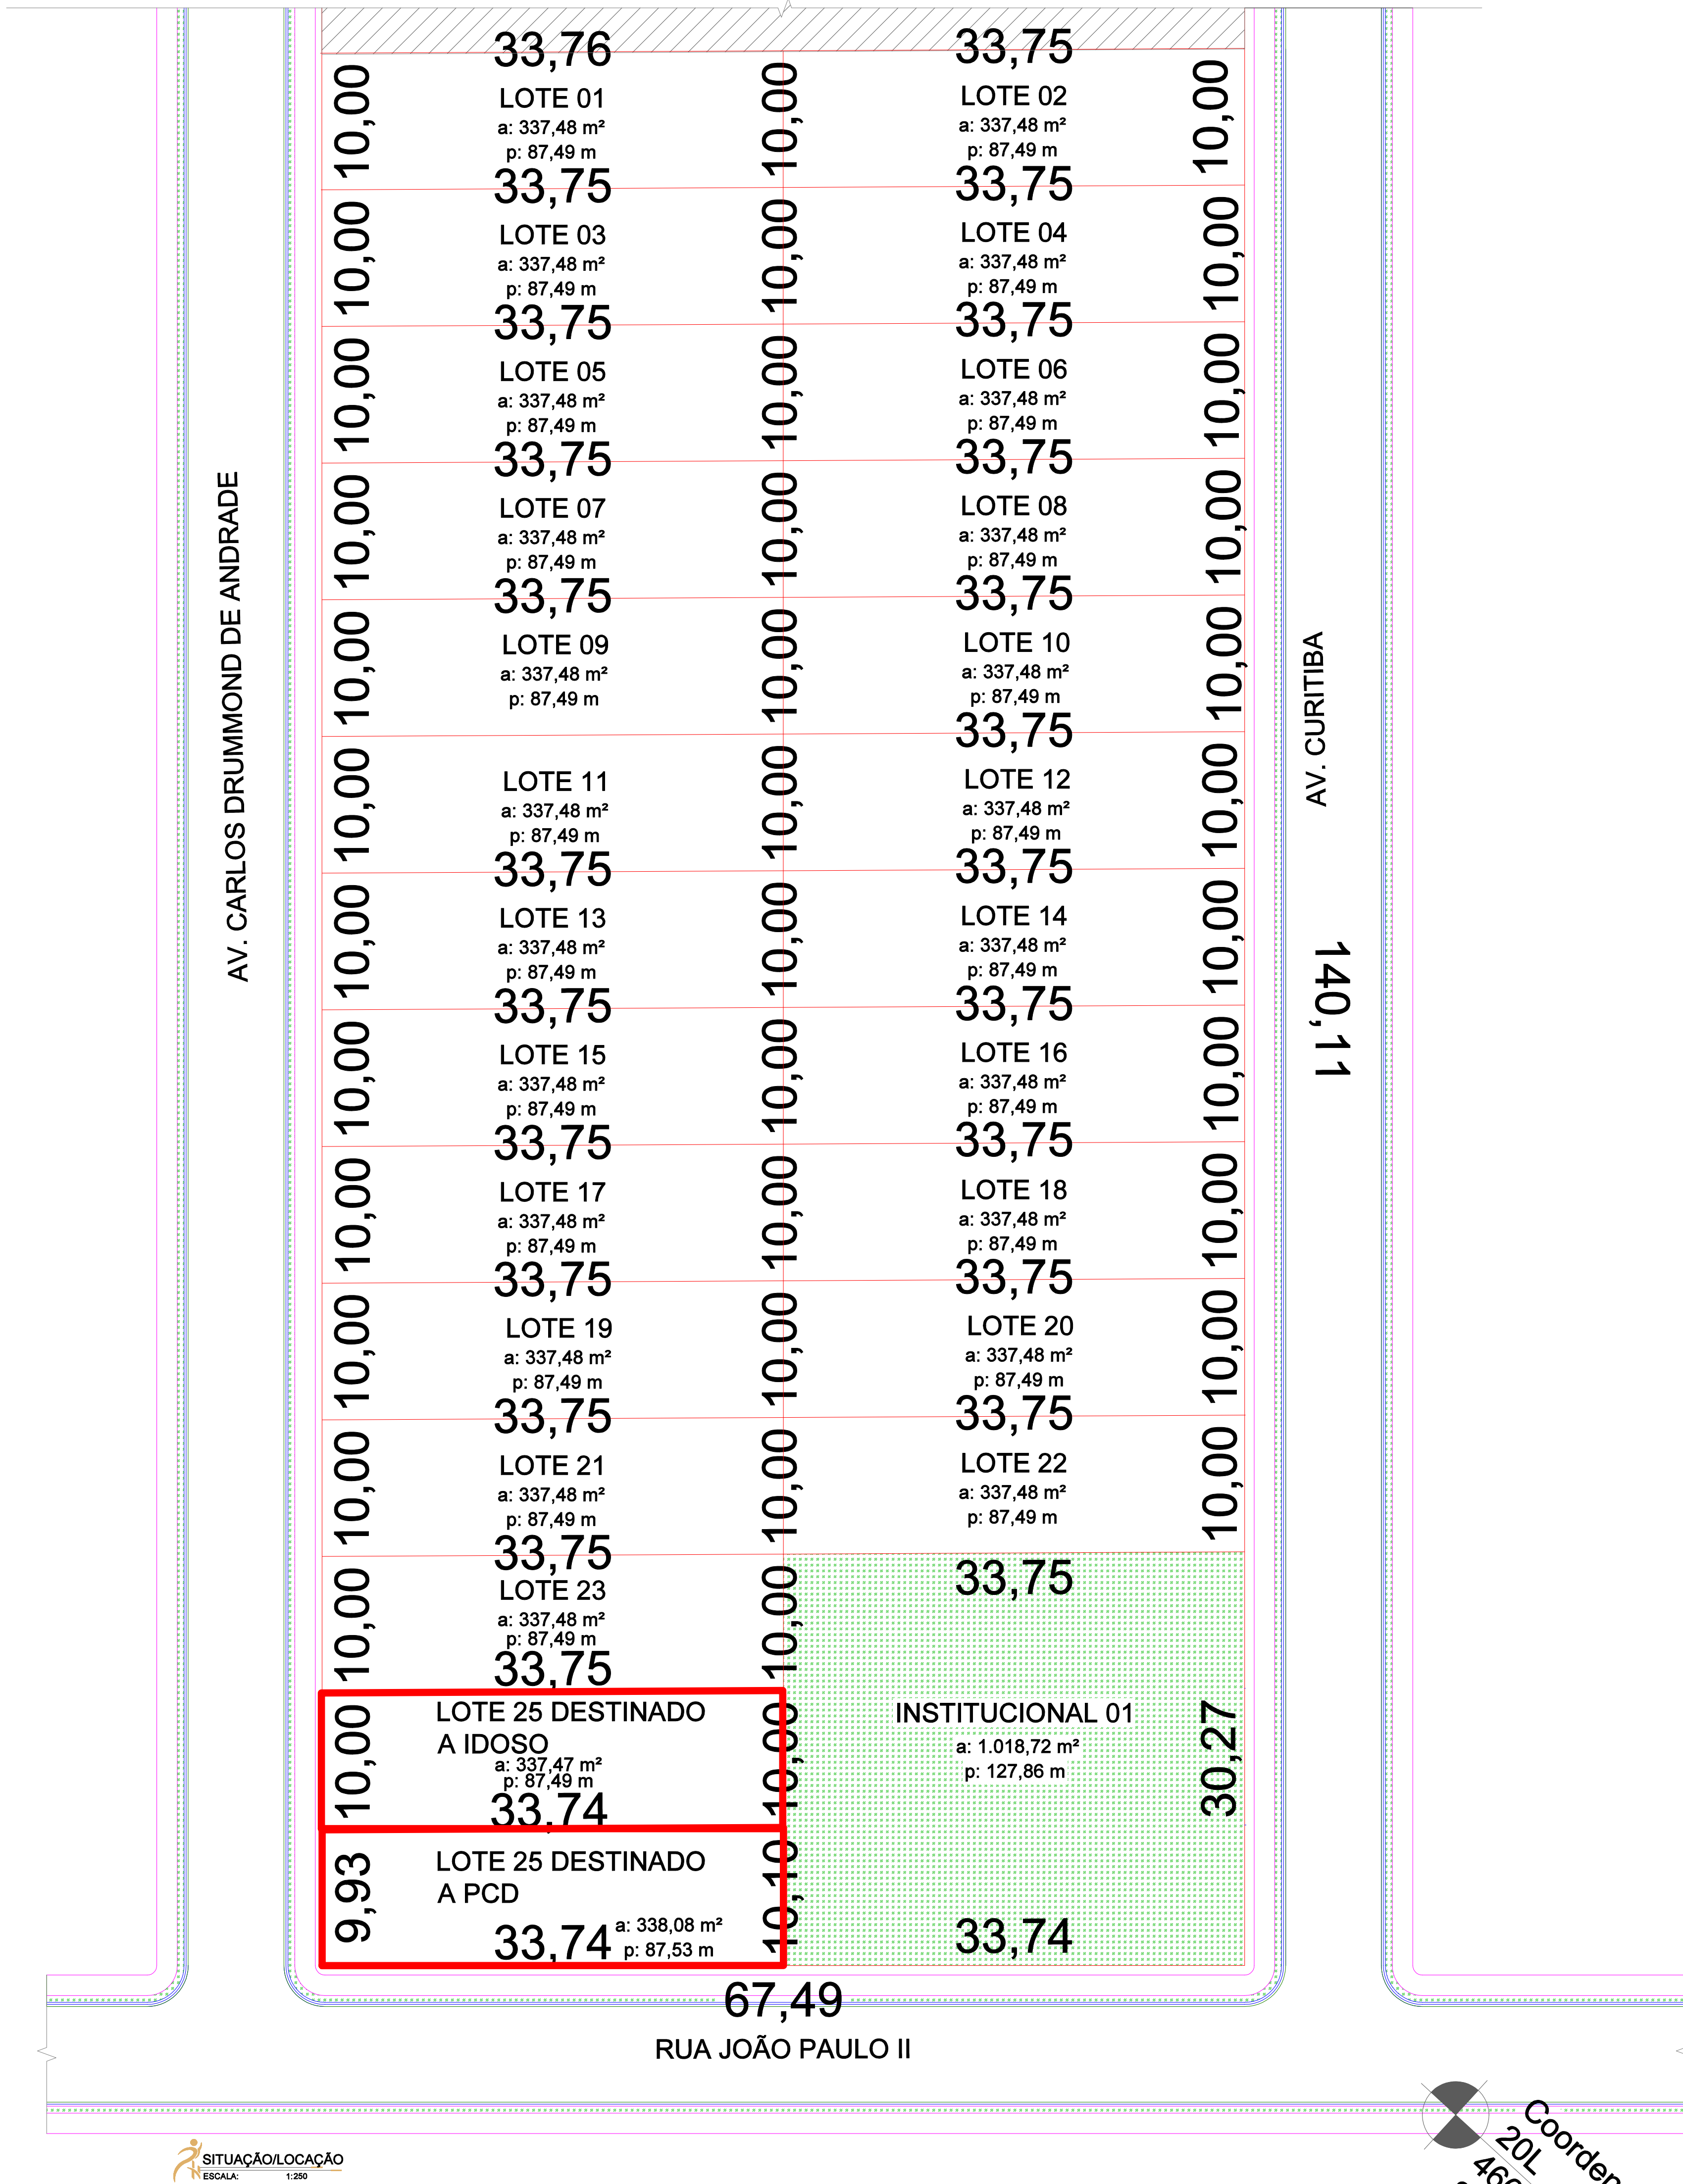 33,76
33,75
10,00
LOTE 01
a: 337,48 m²
p: 87,49 m
10,00
LOTE 02
a: 337,48 m²
p: 87,49 m
10,00
33,75
33,75
10,00
LOTE 03
a: 337,48 m²
p: 87,49 m
10,00
LOTE 04
a: 337,48 m²
p: 87,49 m
10,00
33,75
33,75
10,00
LOTE 05
a: 337,48 m²
p: 87,49 m
10,00
LOTE 06
a: 337,48 m²
p: 87,49 m
10,00
33,75
33,75
10,00
LOTE 07
a: 337,48 m²
p: 87,49 m
10,00
LOTE 08
a: 337,48 m²
p: 87,49 m
10,00
33,75
33,75
AV. CARLOS DRUMMOND DE ANDRADE
10,00
LOTE 09
a: 337,48 m²
p: 87,49 m
10,00
LOTE 10
a: 337,48 m²
p: 87,49 m
10,00
AV. CURITIBA
33,75
10,00
LOTE 11
a: 337,48 m²
p: 87,49 m
10,00
LOTE 12
a: 337,48 m²
p: 87,49 m
10,00
33,75
33,75
10,00
LOTE 13
a: 337,48 m²
p: 87,49 m
10,00
LOTE 14
a: 337,48 m²
p: 87,49 m
10,00
140,11
33,75
33,75
10,00
LOTE 15
a: 337,48 m²
p: 87,49 m
10,00
LOTE 16
a: 337,48 m²
p: 87,49 m
10,00
33,75
33,75
10,00
LOTE 17
a: 337,48 m²
p: 87,49 m
10,00
LOTE 18
a: 337,48 m²
p: 87,49 m
10,00
33,75
33,75
10,00
LOTE 19
a: 337,48 m²
p: 87,49 m
10,00
LOTE 20
a: 337,48 m²
p: 87,49 m
10,00
33,75
33,75
10,00
LOTE 21
a: 337,48 m²
p: 87,49 m
10,00
LOTE 22
a: 337,48 m²
p: 87,49 m
10,00
33,75
33,75
10,00
LOTE 23
a: 337,48 m²
p: 87,49 m
10,00
33,75
10,00
LOTE 25 DESTINADO
A IDOSO
a: 337,47 m²
p: 87,49 m
33,74
10,00
INSTITUCIONAL 01
a: 1.018,72 m²
p: 127,86 m
30,27
9,93
LOTE 25 DESTINADO
A PCD
a: 338,08 m²
p: 87,53 m
33,74
10,10
33,74
67,49
RUA JOÃO PAULO II
SITUAÇÃO/LOCAÇÃO
ESCALA: 1:250
20L